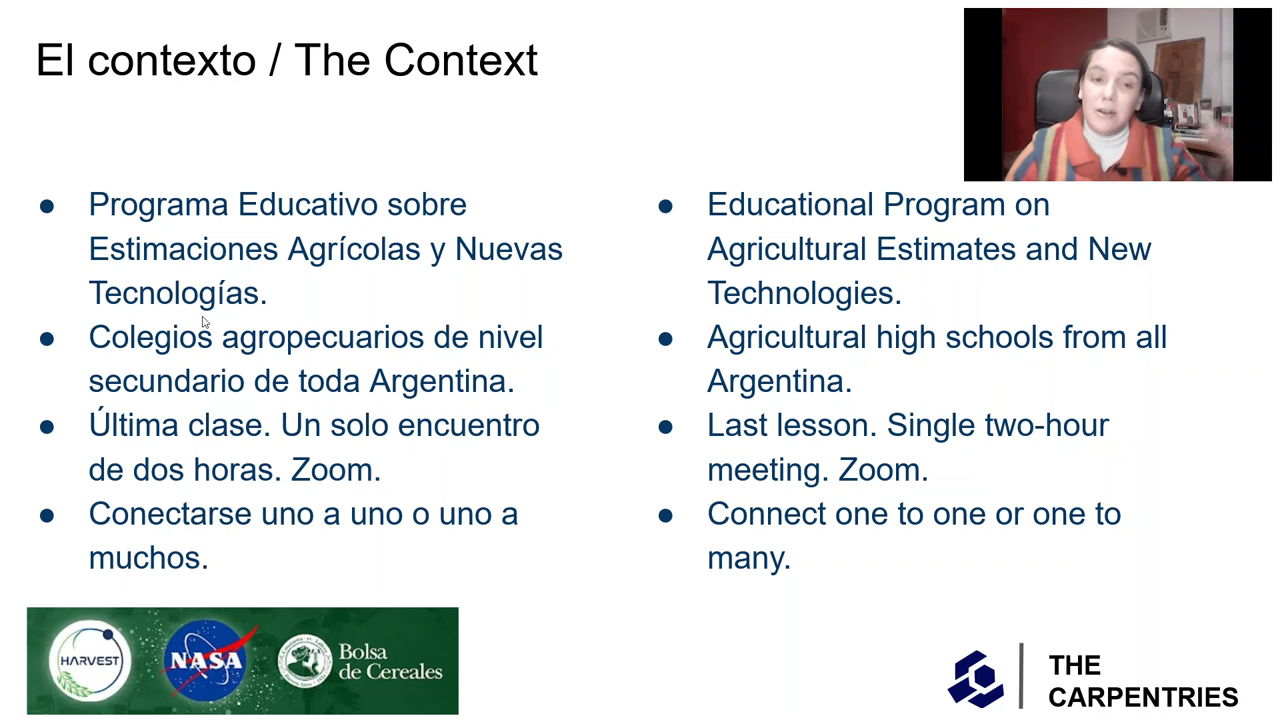 El contexto / The Context
● Programa Educativo sobre
Estimaciones Agrícolas y Nuevas
Tecnologías.
● Colegios agropecuarios de nivel
secundario de toda Argentina.
● Última clase. Un solo encuentro
de dos horas. Zoom.
● Conectarse uno a uno o uno a
muchos.
● Educational Program on
Agricultural Estimates and New
Technologies.
● Agricultural high schools from all
Argentina.
● Last lesson. Single two-hour
meeting. Zoom.
● Connect one to one or one to
many.
HARVEST
NASA
Bolsa
de Cereales
THE
CARPENTRIES